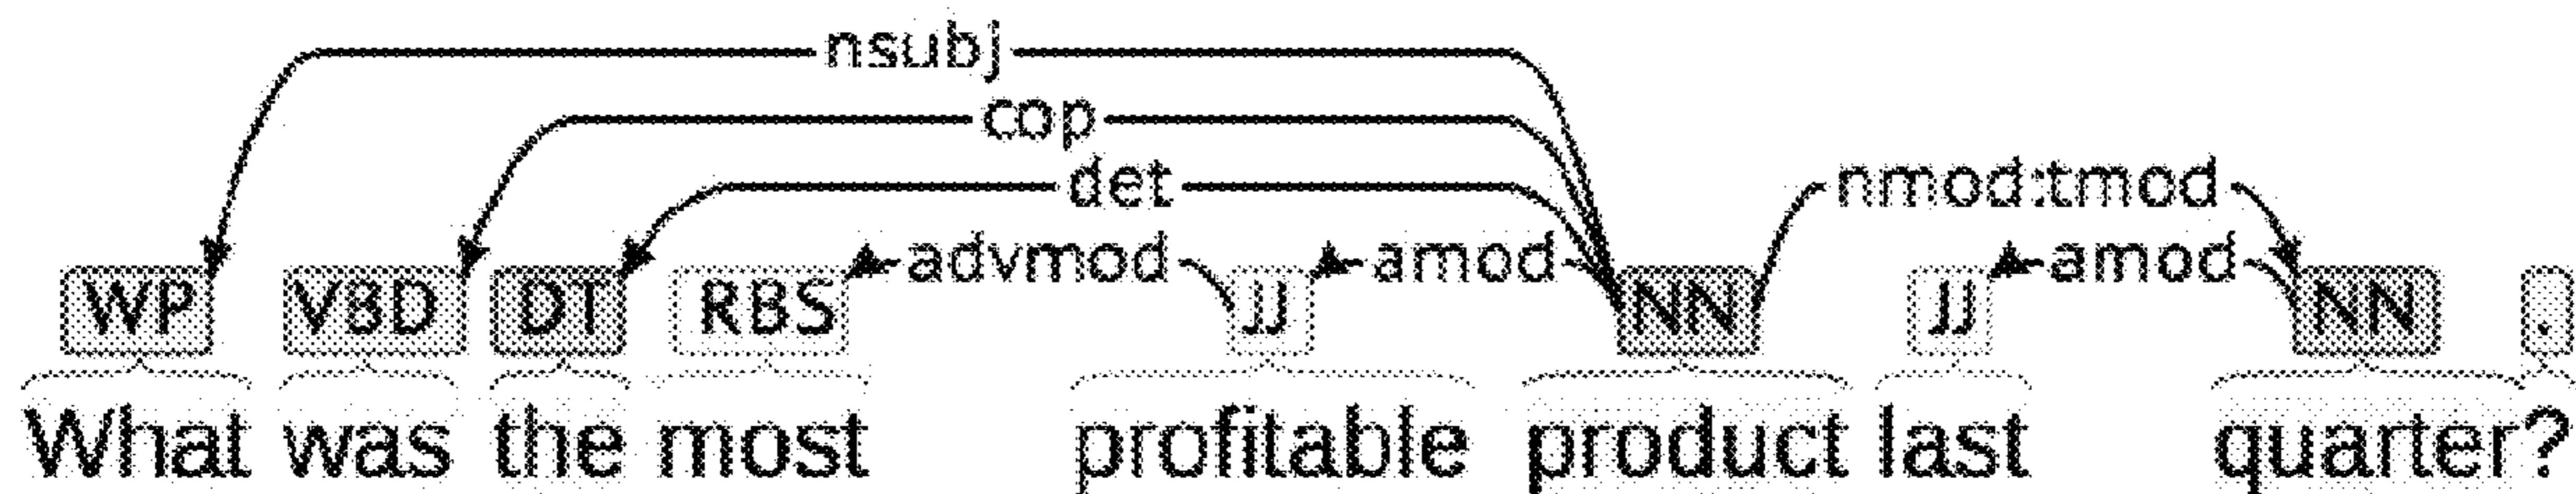 nsubj
cop
det nmod:tmod
advmod amod amod
WP VBD DT RBS JJ NN JJ NN .
What was the most profitable product last quarter?